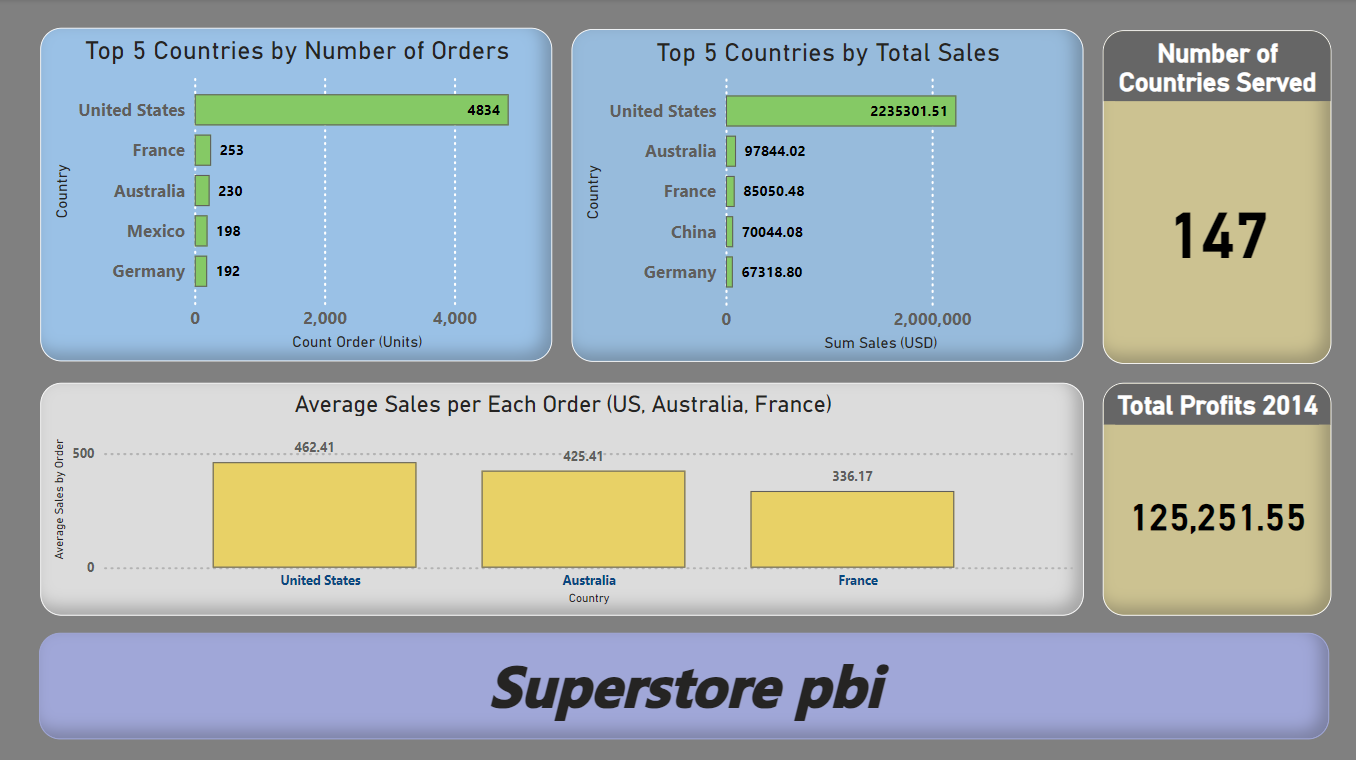 Top 5 Countries by Number of Orders
Country
United States
4834
France
253
Australia
230
Mexico
198
Germany
192
0
2,000
4,000
Count Order (Units)
Top 5 Countries by Total Sales
Country
United States
2235301.51
Australia
97844.02
France
85050.48
China
70044.08
Germany
67318.80
0
2,000,000
Sum Sales (USD)
Number of
Countries Served
147
Average Sales per Each Order (US, Australia, France)
Average Sales by Order
500
0
462.41
425.41
336.17
United States
Australia
France
Country
Total Profits 2014
125,251.55
Superstore pbi